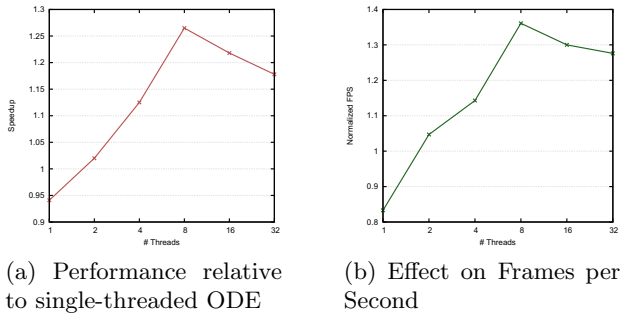 1.3
1.25
1.2
1.15
1.1
1.05
1
0.95
0.9
Speedup
1 2 4 8 16 32
# Threads
(a) Performance relative
to single-threaded ODE
1.4
1.3
1.2
1.1
1
0.9
0.8
Normalized FPS
1 2 4 8 16 32
# Threads
(b) Effect on Frames per
Second